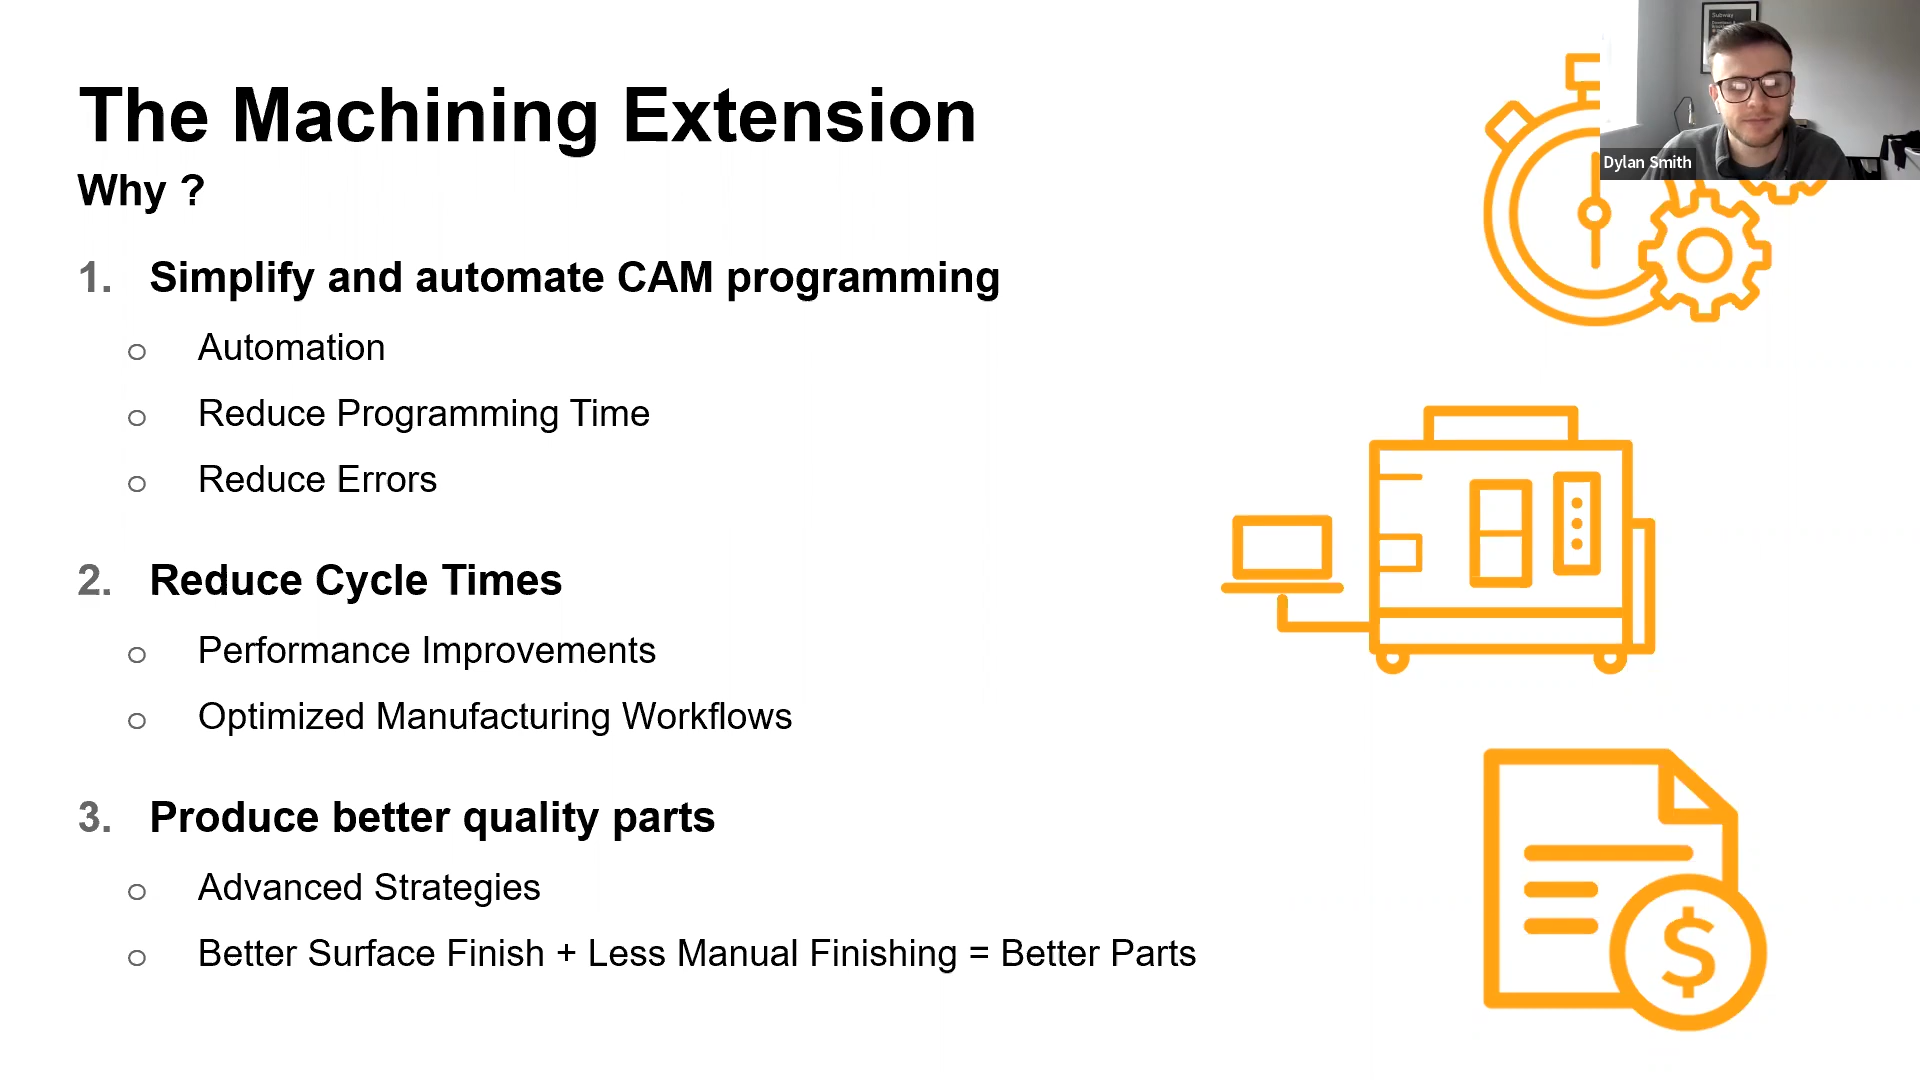 The Machining Extension
Why ?
1. Simplify and automate CAM programming
o Automation
o Reduce Programming Time
o Reduce Errors
2. Reduce Cycle Times
o Performance Improvements
o Optimized Manufacturing Workflows
3. Produce better quality parts
o Advanced Strategies
o Better Surface Finish + Less Manual Finishing = Better Parts
$
Subway
Dylan Smith